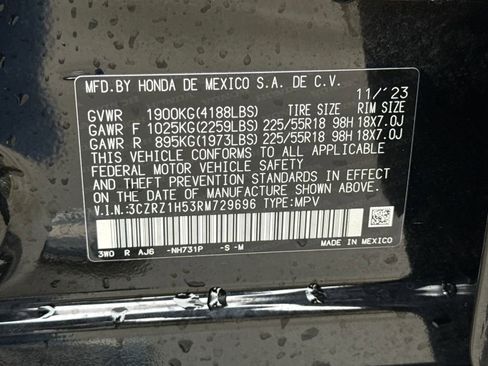 MFD.BY HONDA DE MEXICO S.A. DE C.V.
11/'23
GVWR 1900KG(4188LBS) TIRE SIZE RIM SIZE
GAWR F 1025KG(2259LBS) 225/55R18 98H 18X7.0J
GAWR R 895KG(1973LBS) 225/55R18 98H 18X7.0J
THIS VEHICLE CONFORMS TO ALL APPLICABLE
FEDERAL MOTOR VEHICLE SAFETY
AND THEFT PREVENTION STANDARDS IN EFFECT
ON THE DATE OF MANUFACTURE SHOWN ABOVE.
V.I.N:3CZRZ1H53RM729696 TYPE:MPV
3W0 R AJ6 -NH731P -S -M
MADE IN MEXICO